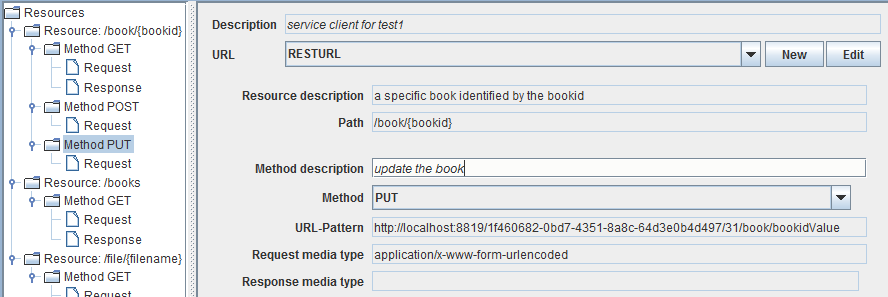 Resources
Resource: /book/{bookid}
Method GET
Request
Response
Method POST
Request
Method PUT
Request
Resource: /books
Method GET
Request
Response
Resource: /file/{filename}
Method GET
Request
Description service client for test1
URL RESTURL New Edit
Resource description a specific book identified by the bookid
Path /book/{bookid}
Method description update the book
Method PUT
URL-Pattern http://localhost:8819/1f460682-0bd7-4351-8a8c-64d3e0b4d497/31/book/bookidValue
Request media type application/x-www-form-urlencoded
Response media type